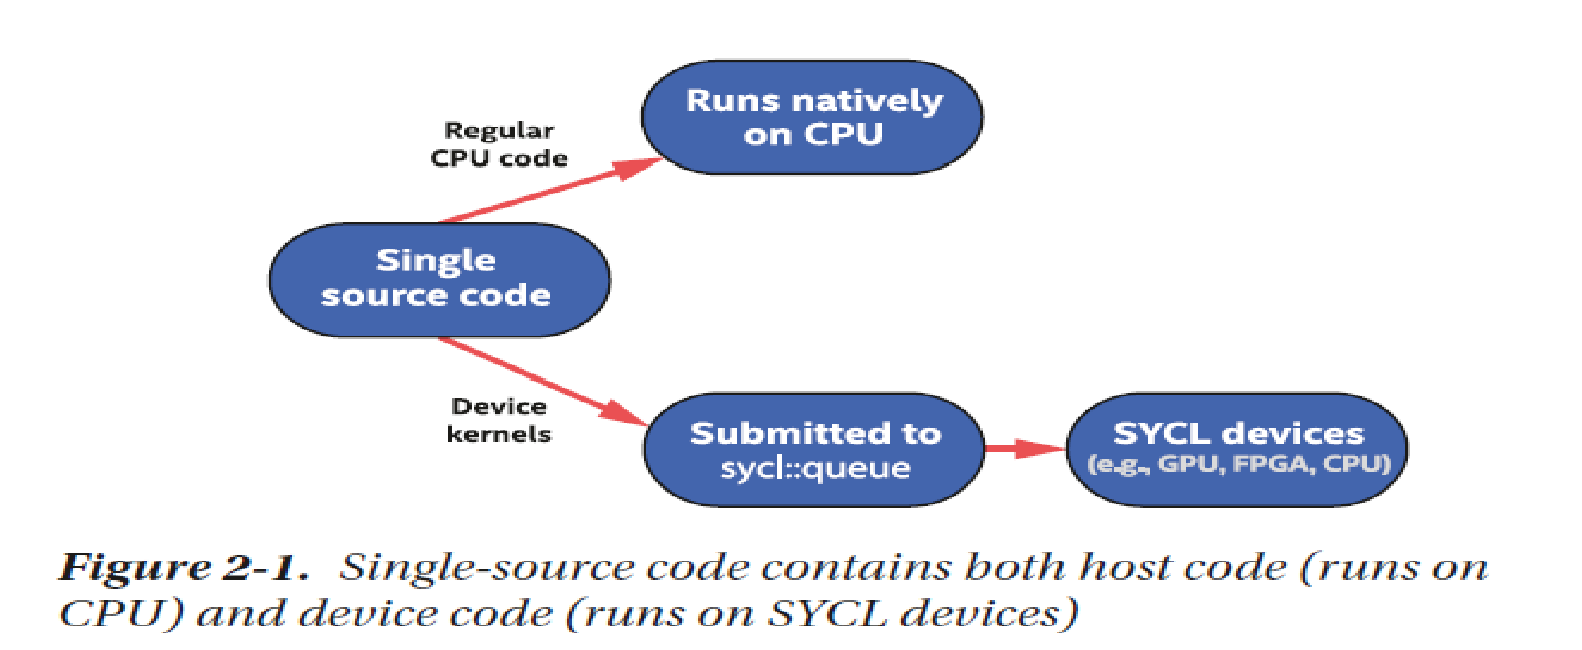 Runs natively
on CPU
Regular
CPU code
Single
source code
Device
kernels
Submitted to
sycl::queue
SYCL devices
(e.g., GPU, FPGA, CPU)
Figure 2-1. Single-source code contains both host code (runs on
CPU) and device code (runs on SYCL devices)